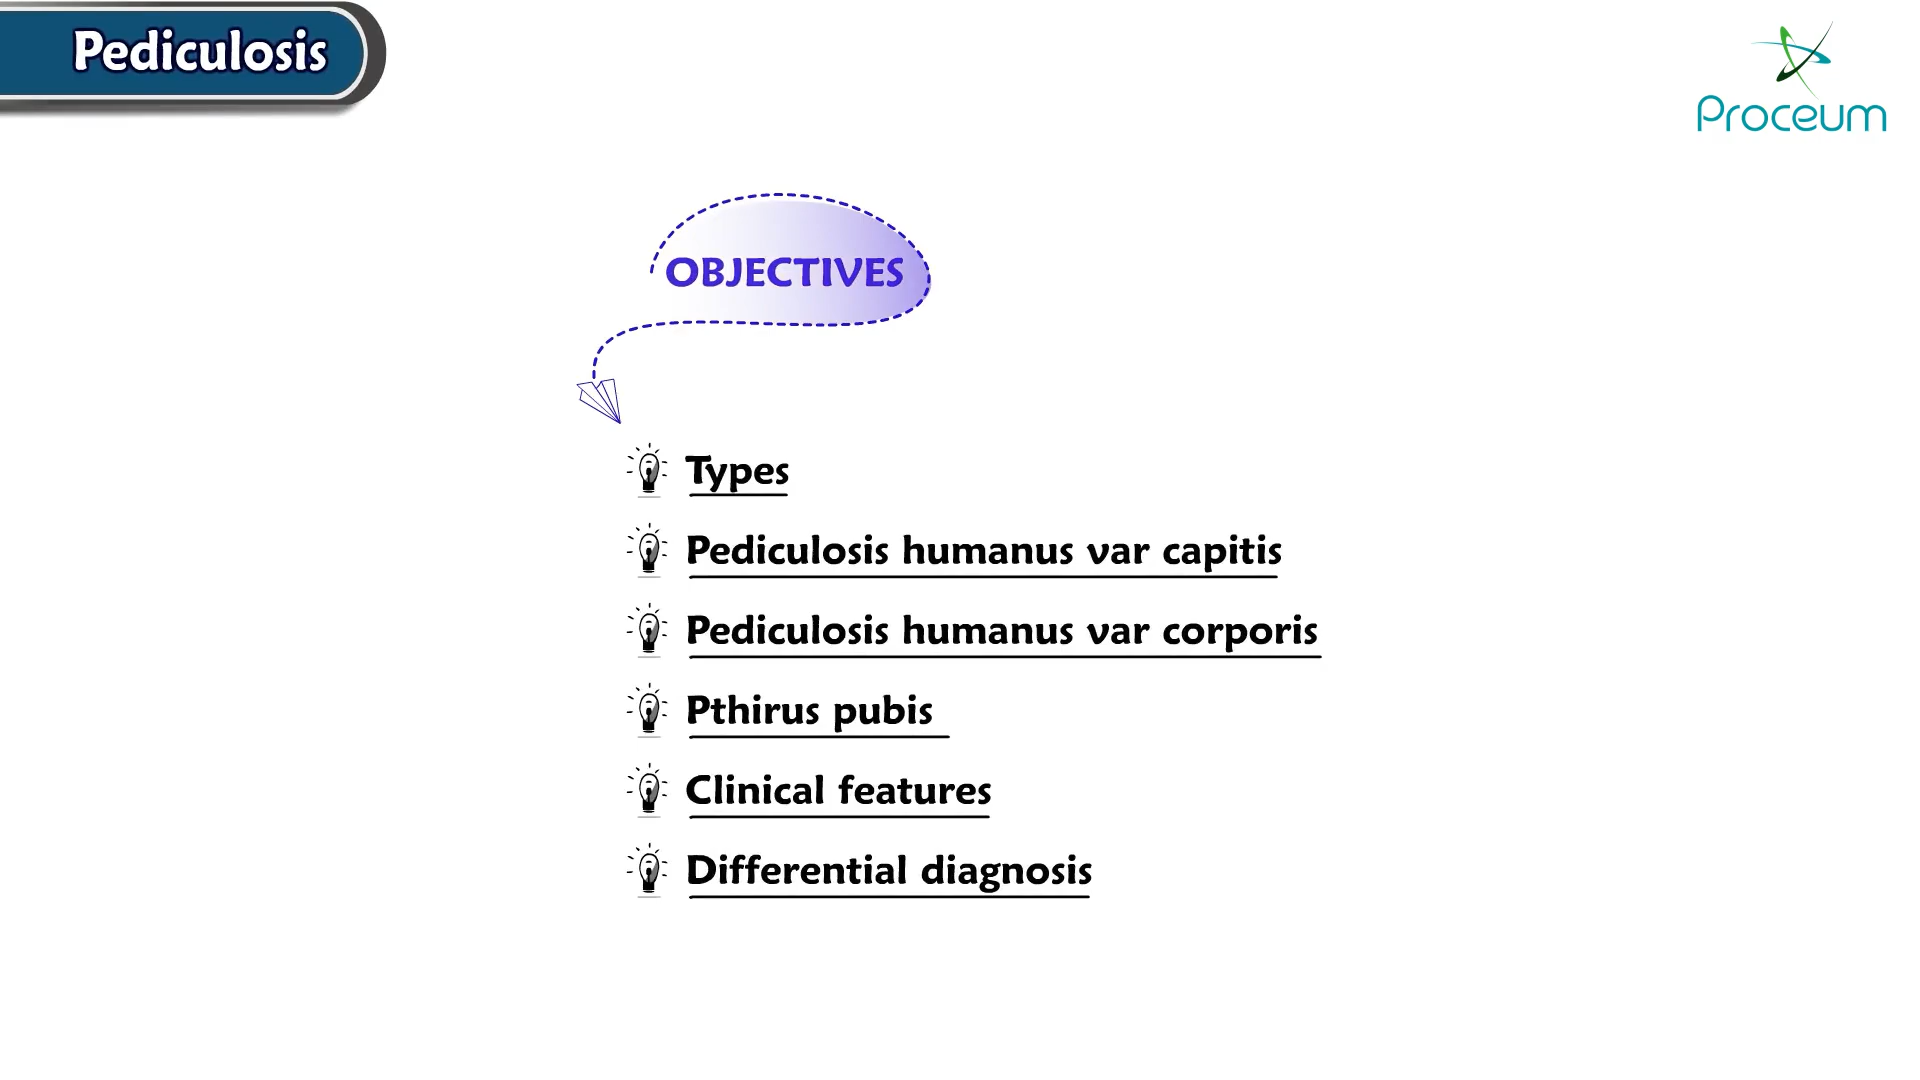 Pediculosis
Proceum
OBJECTIVES
Types
Pediculosis humanus var capitis
Pediculosis humanus var corporis
Pthirus pubis
Clinical features
Differential diagnosis